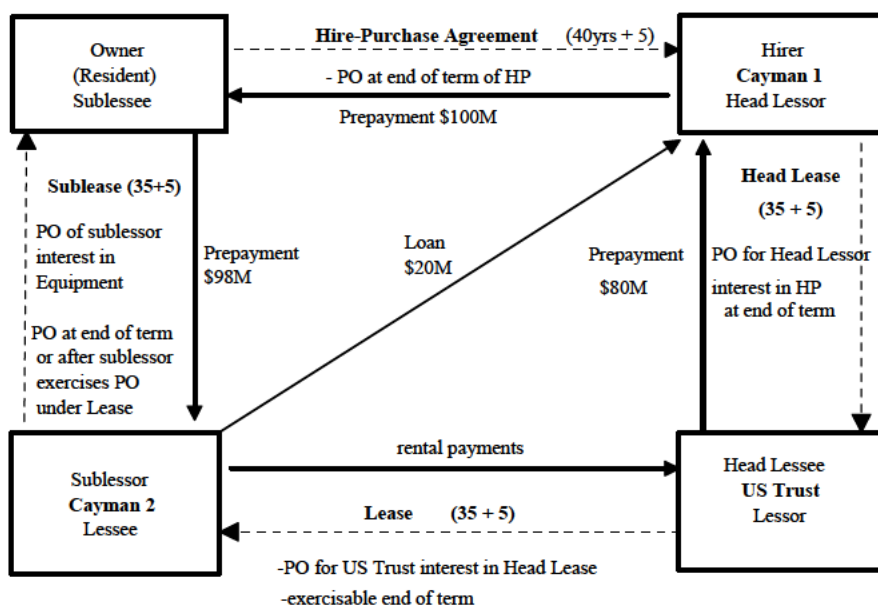 Owner
(Resident)
Sublessee
Hire-Purchase Agreement (40yrs + 5)
- PO at end of term of HP
Prepayment $100M
Hirer
Cayman 1
Head Lessor
Sublease (35+5)
PO of sublessor
interest in
Equipment
PO at end of term
or after sublessor
exercises PO
under Lease
Prepayment
$98M
Loan
$20M
Prepayment
$80M
Head Lease
(35 + 5)
PO for Head Lessor
interest in HP
at end of term
Sublessor
Cayman 2
Lessee
rental payments
Lease (35 + 5)
-PO for US Trust interest in Head Lease
-exercisable end of term
Head Lessee
US Trust
Lessor